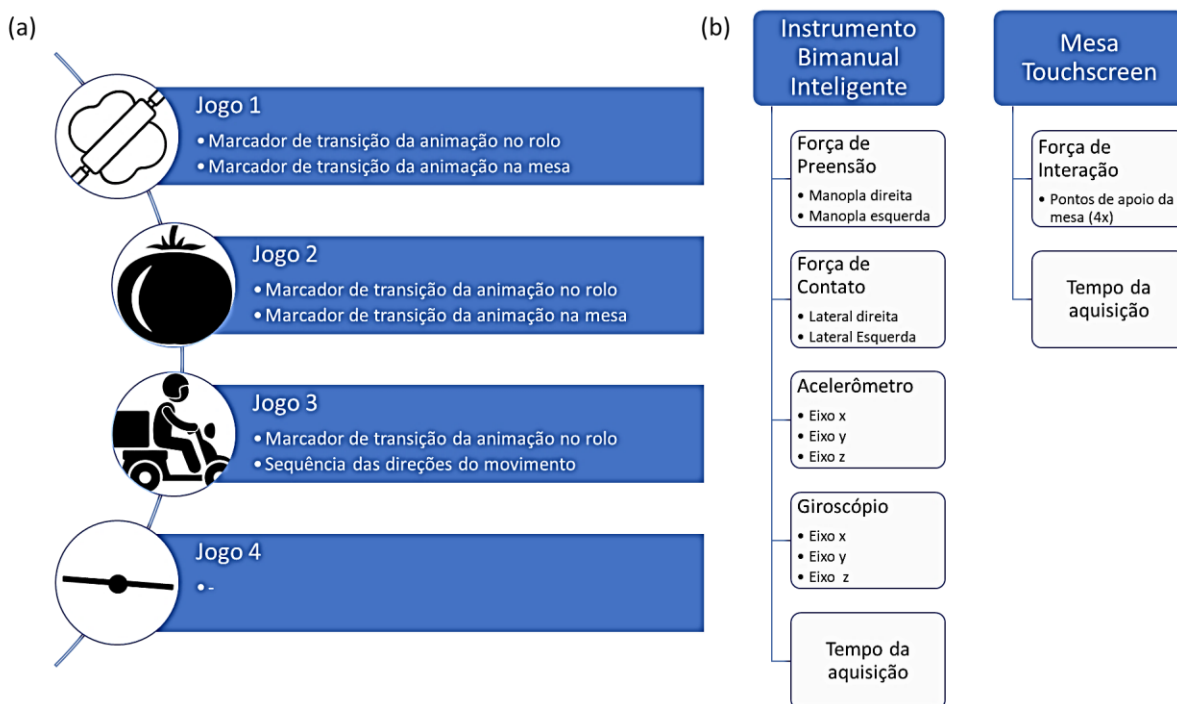 (a)
Jogo 1
• Marcador de transição da animação no rolo
• Marcador de transição da animação na mesa
Jogo 2
• Marcador de transição da animação no rolo
• Marcador de transição da animação na mesa
Jogo 3
• Marcador de transição da animação no rolo
• Sequência das direções do movimento
Jogo 4
• -
(b)
Instrumento
Bimanual
Inteligente
Força de
Preensão
• Manopla direita
• Manopla esquerda
Força de
Contato
• Lateral direita
• Lateral Esquerda
Acelerômetro
• Eixo x
• Eixo y
• Eixo z
Giroscópio
• Eixo x
• Eixo y
• Eixo z
Tempo da
aquisição
Mesa
Touchscreen
Força de
Interação
• Pontos de apoio da
mesa (4x)
Tempo da
aquisição